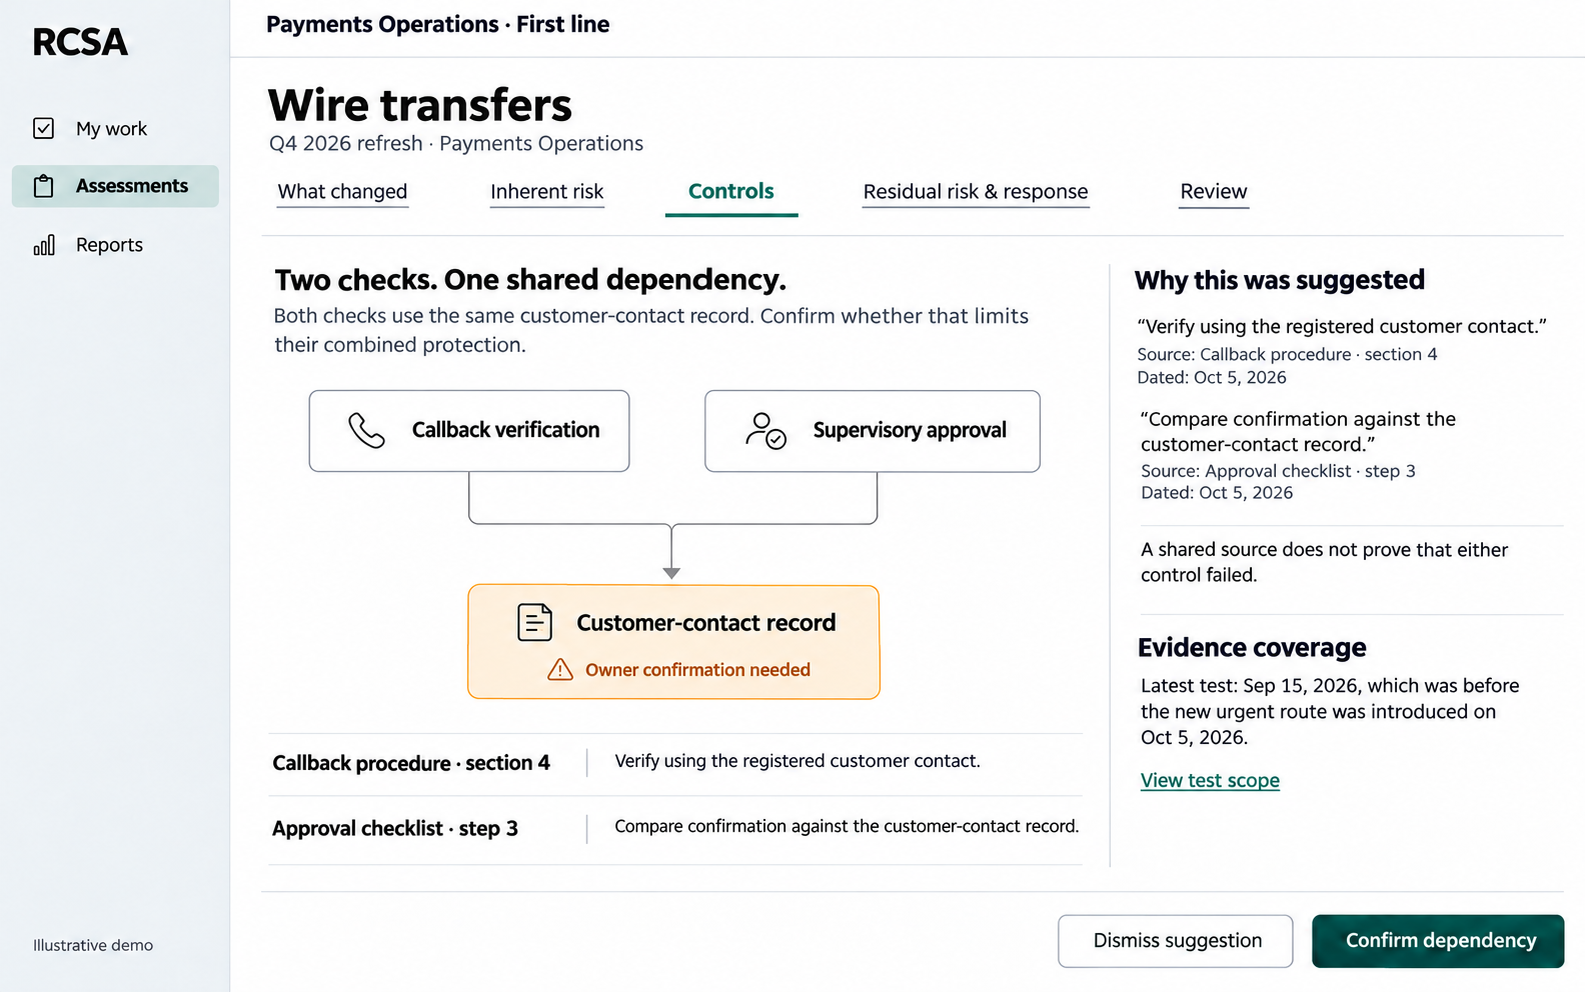 RCSA
My work
Assessments
Reports
Illustrative demo
Payments Operations · First line
Wire transfers
Q4 2026 refresh · Payments Operations
What changed
Inherent risk
Controls
Residual risk & response
Review
Two checks. One shared dependency.
Both checks use the same customer-contact record. Confirm whether that limits
their combined protection.
Callback verification
Supervisory approval
Customer-contact record
Owner confirmation needed
Callback procedure · section 4
Verify using the registered customer contact.
Approval checklist · step 3
Compare confirmation against the customer-contact record.
Why this was suggested
“Verify using the registered customer contact.”
Source: Callback procedure · section 4
Dated: Oct 5, 2026
“Compare confirmation against the
customer-contact record.”
Source: Approval checklist · step 3
Dated: Oct 5, 2026
A shared source does not prove that either
control failed.
Evidence coverage
Latest test: Sep 15, 2026, which was before
the new urgent route was introduced on
Oct 5, 2026.
View test scope
Dismiss suggestion
Confirm dependency